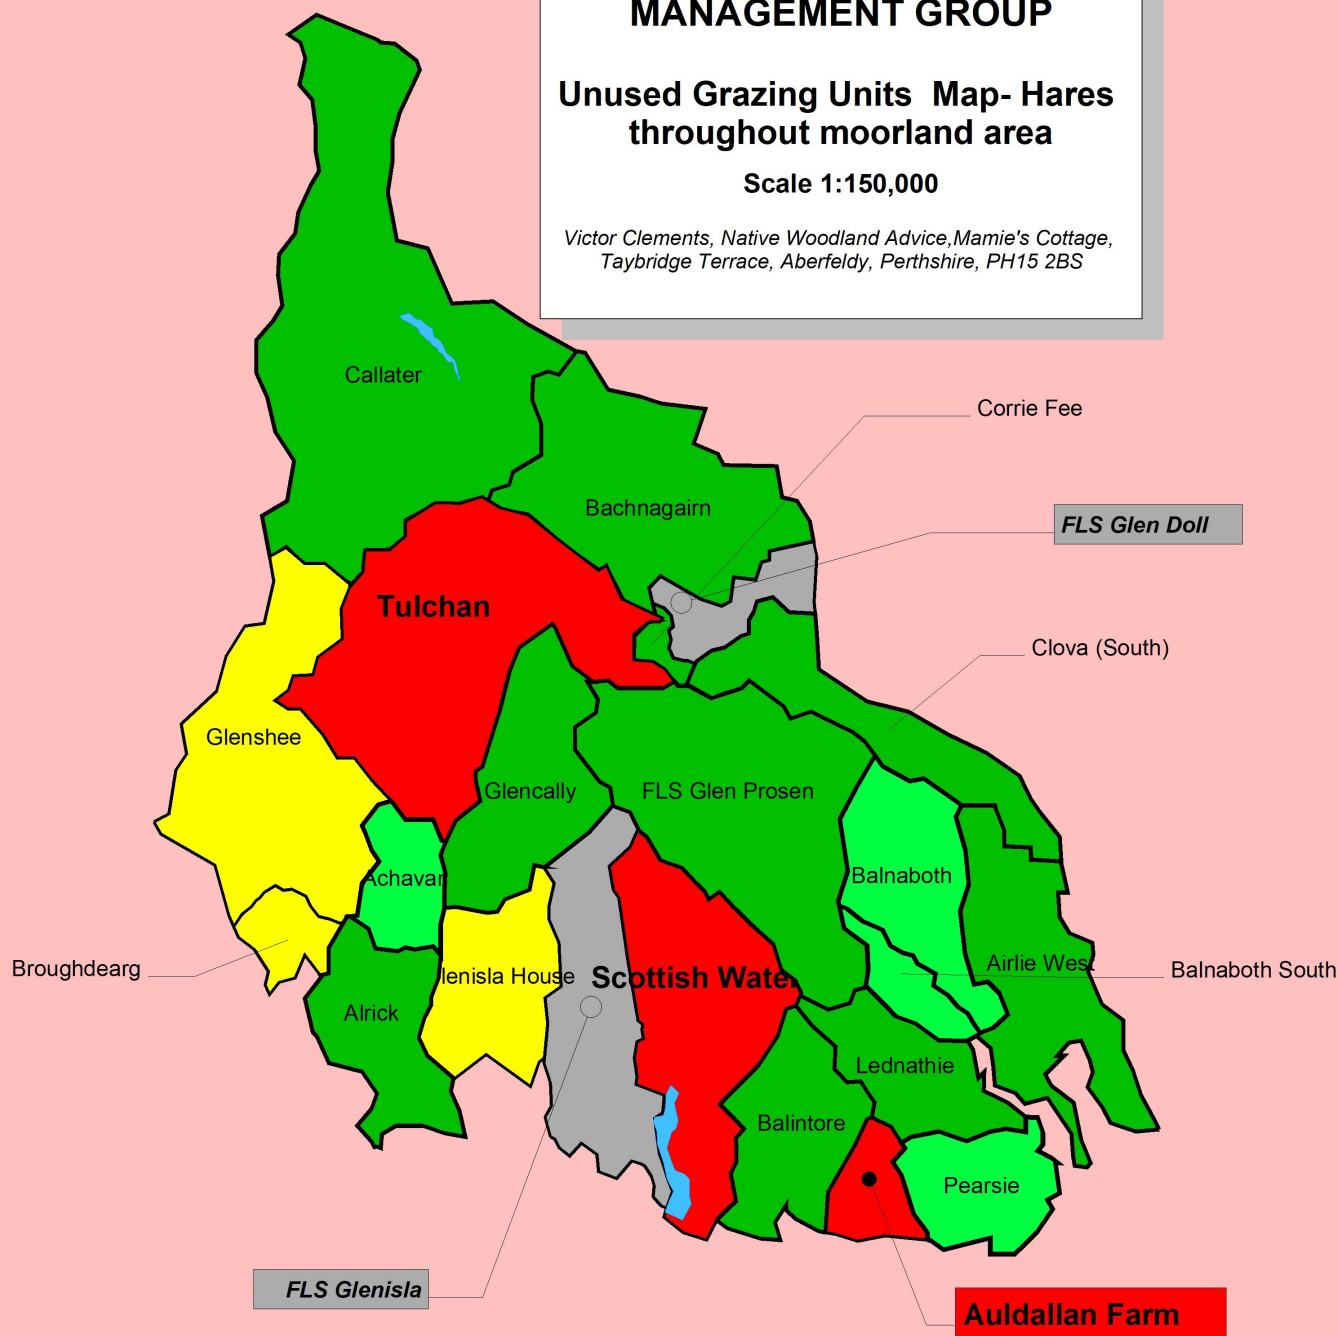 MANAGEMENT GROUP
Unused Grazing Units Map- Hares
throughout moorland area
Scale 1:150,000
Victor Clements, Native Woodland Advice,Mamie's Cottage,
Taybridge Terrace, Aberfeldy, Perthshire, PH15 2BS
Callater
Corrie Fee
Bachnagairn
FLS Glen Doll
Tulchan
Clova (South)
Glenshee
Glencally
FLS Glen Prosen
Achavar
Balnaboth
Broughdearg
lenisla House
Scottish Water
Airlie West
Balnaboth South
Alrick
Lednathie
Balintore
Pearsie
FLS Glenisla
Auldallan Farm